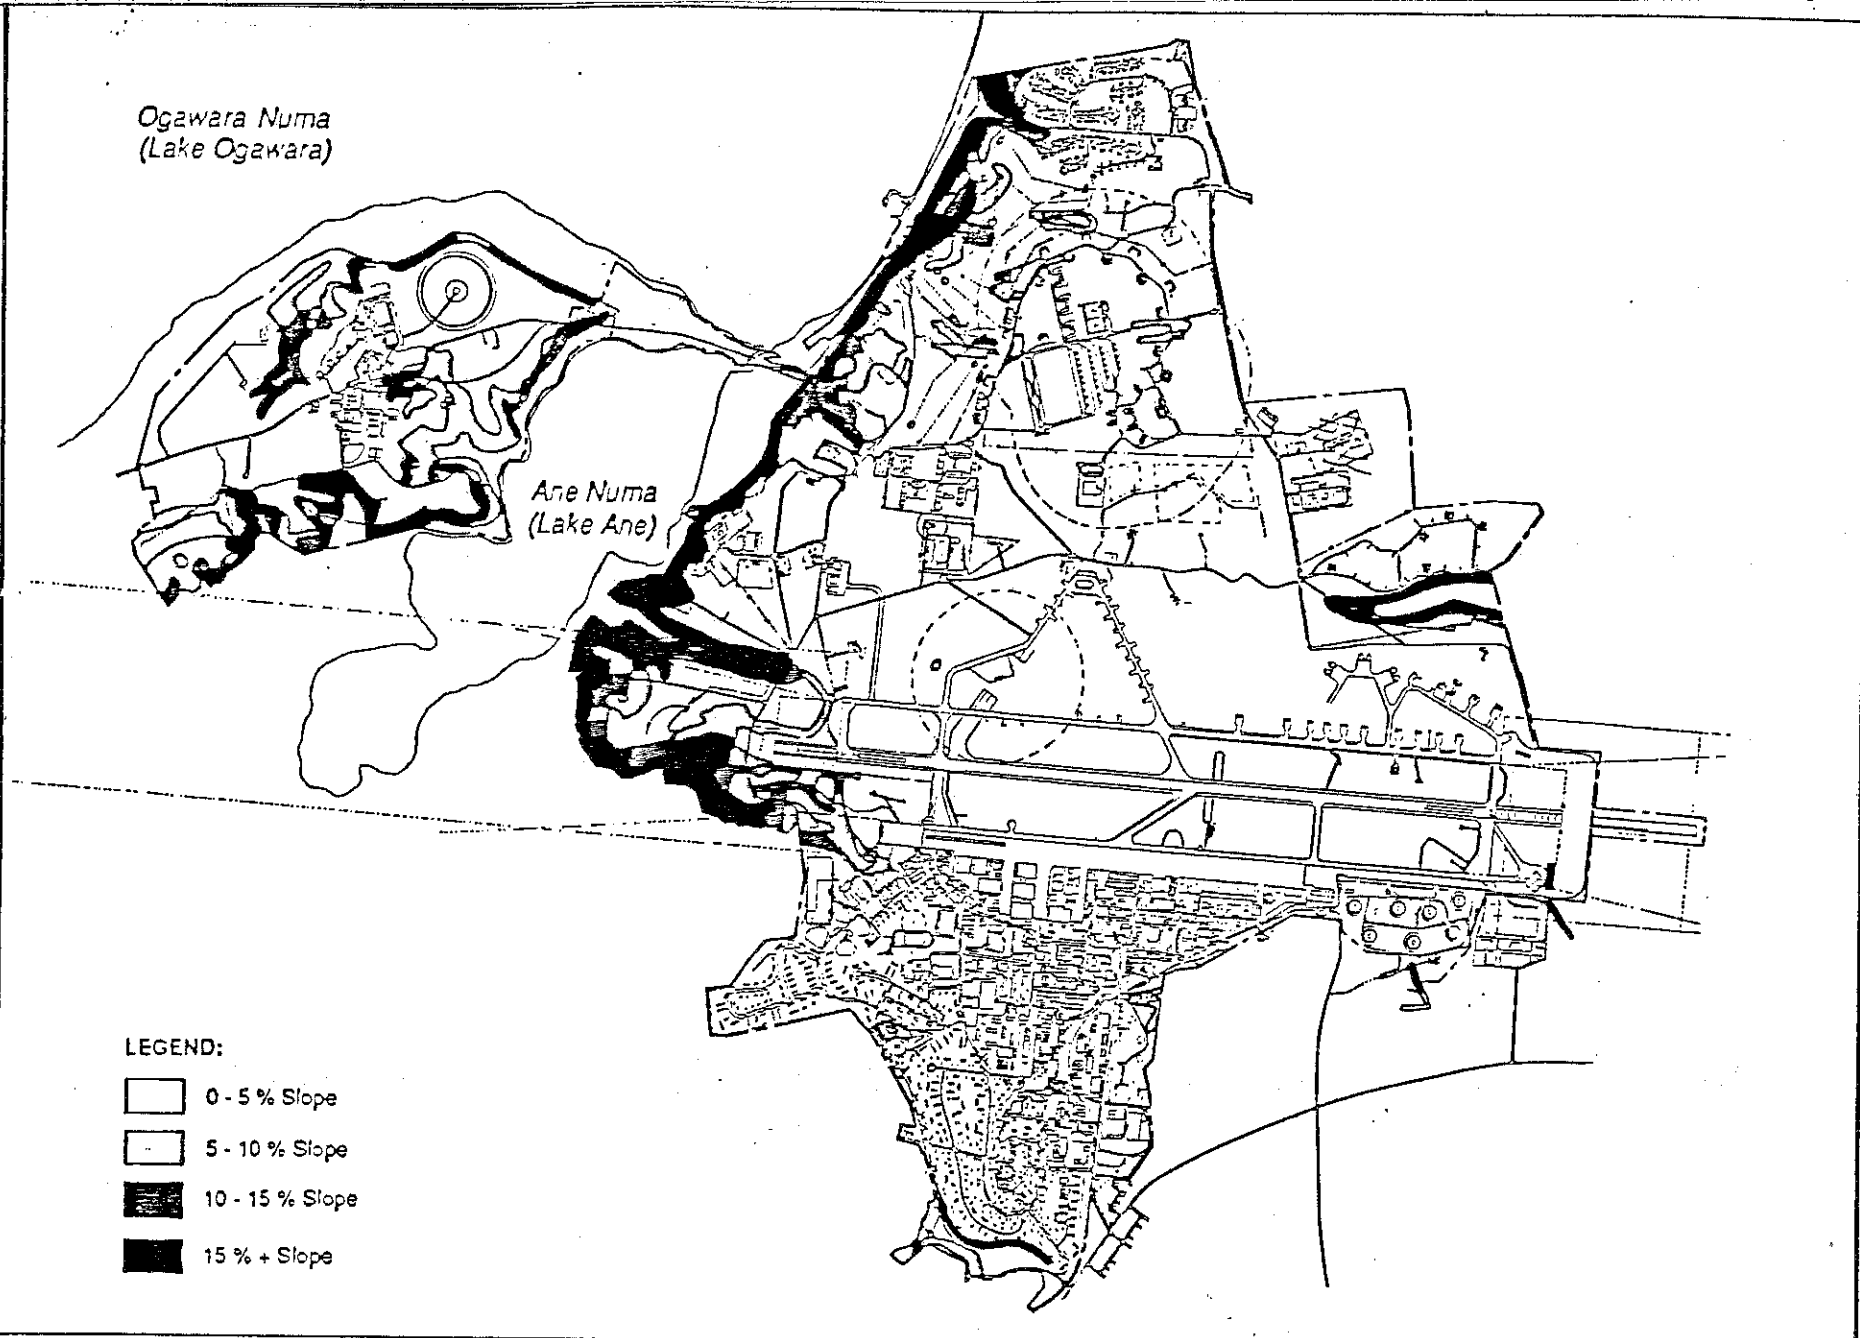 Ogawara Numa
(Lake Ogawara)
Ane Numa
(Lake Ane)
LEGEND:
0 - 5 % Slope
5 - 10 % Slope
10 - 15 % Slope
15 % + Slope